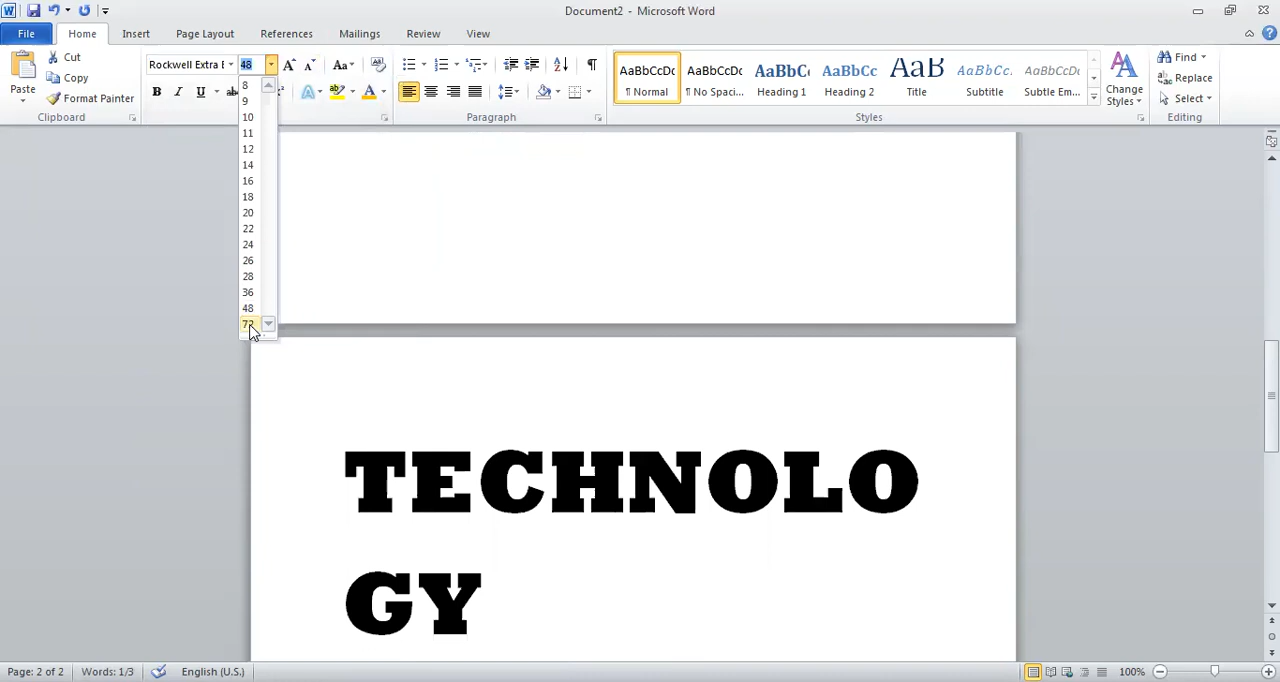 Document2 - Microsoft Word
File Home Insert Page Layout References Mailings Review View
Paste
Cut
Copy
Format Painter
Clipboard
Rockwell Extra 48
8
9
10
11
12
14
16
18
20
22
24
26
28
36
48
72
Paragraph
AaBbCcDc AaBbCcDc AaBbC AaBbCc AaB AaBbCc. AaBbCcDc
¶ Normal ¶ No Spaci... Heading 1 Heading 2 Title Subtitle Subtle Em...
Change
Styles
Styles
Find
Replace
Select
Editing
TECHNOLO
GY
Page: 2 of 2 Words: 1/3 English (U.S.) 100%